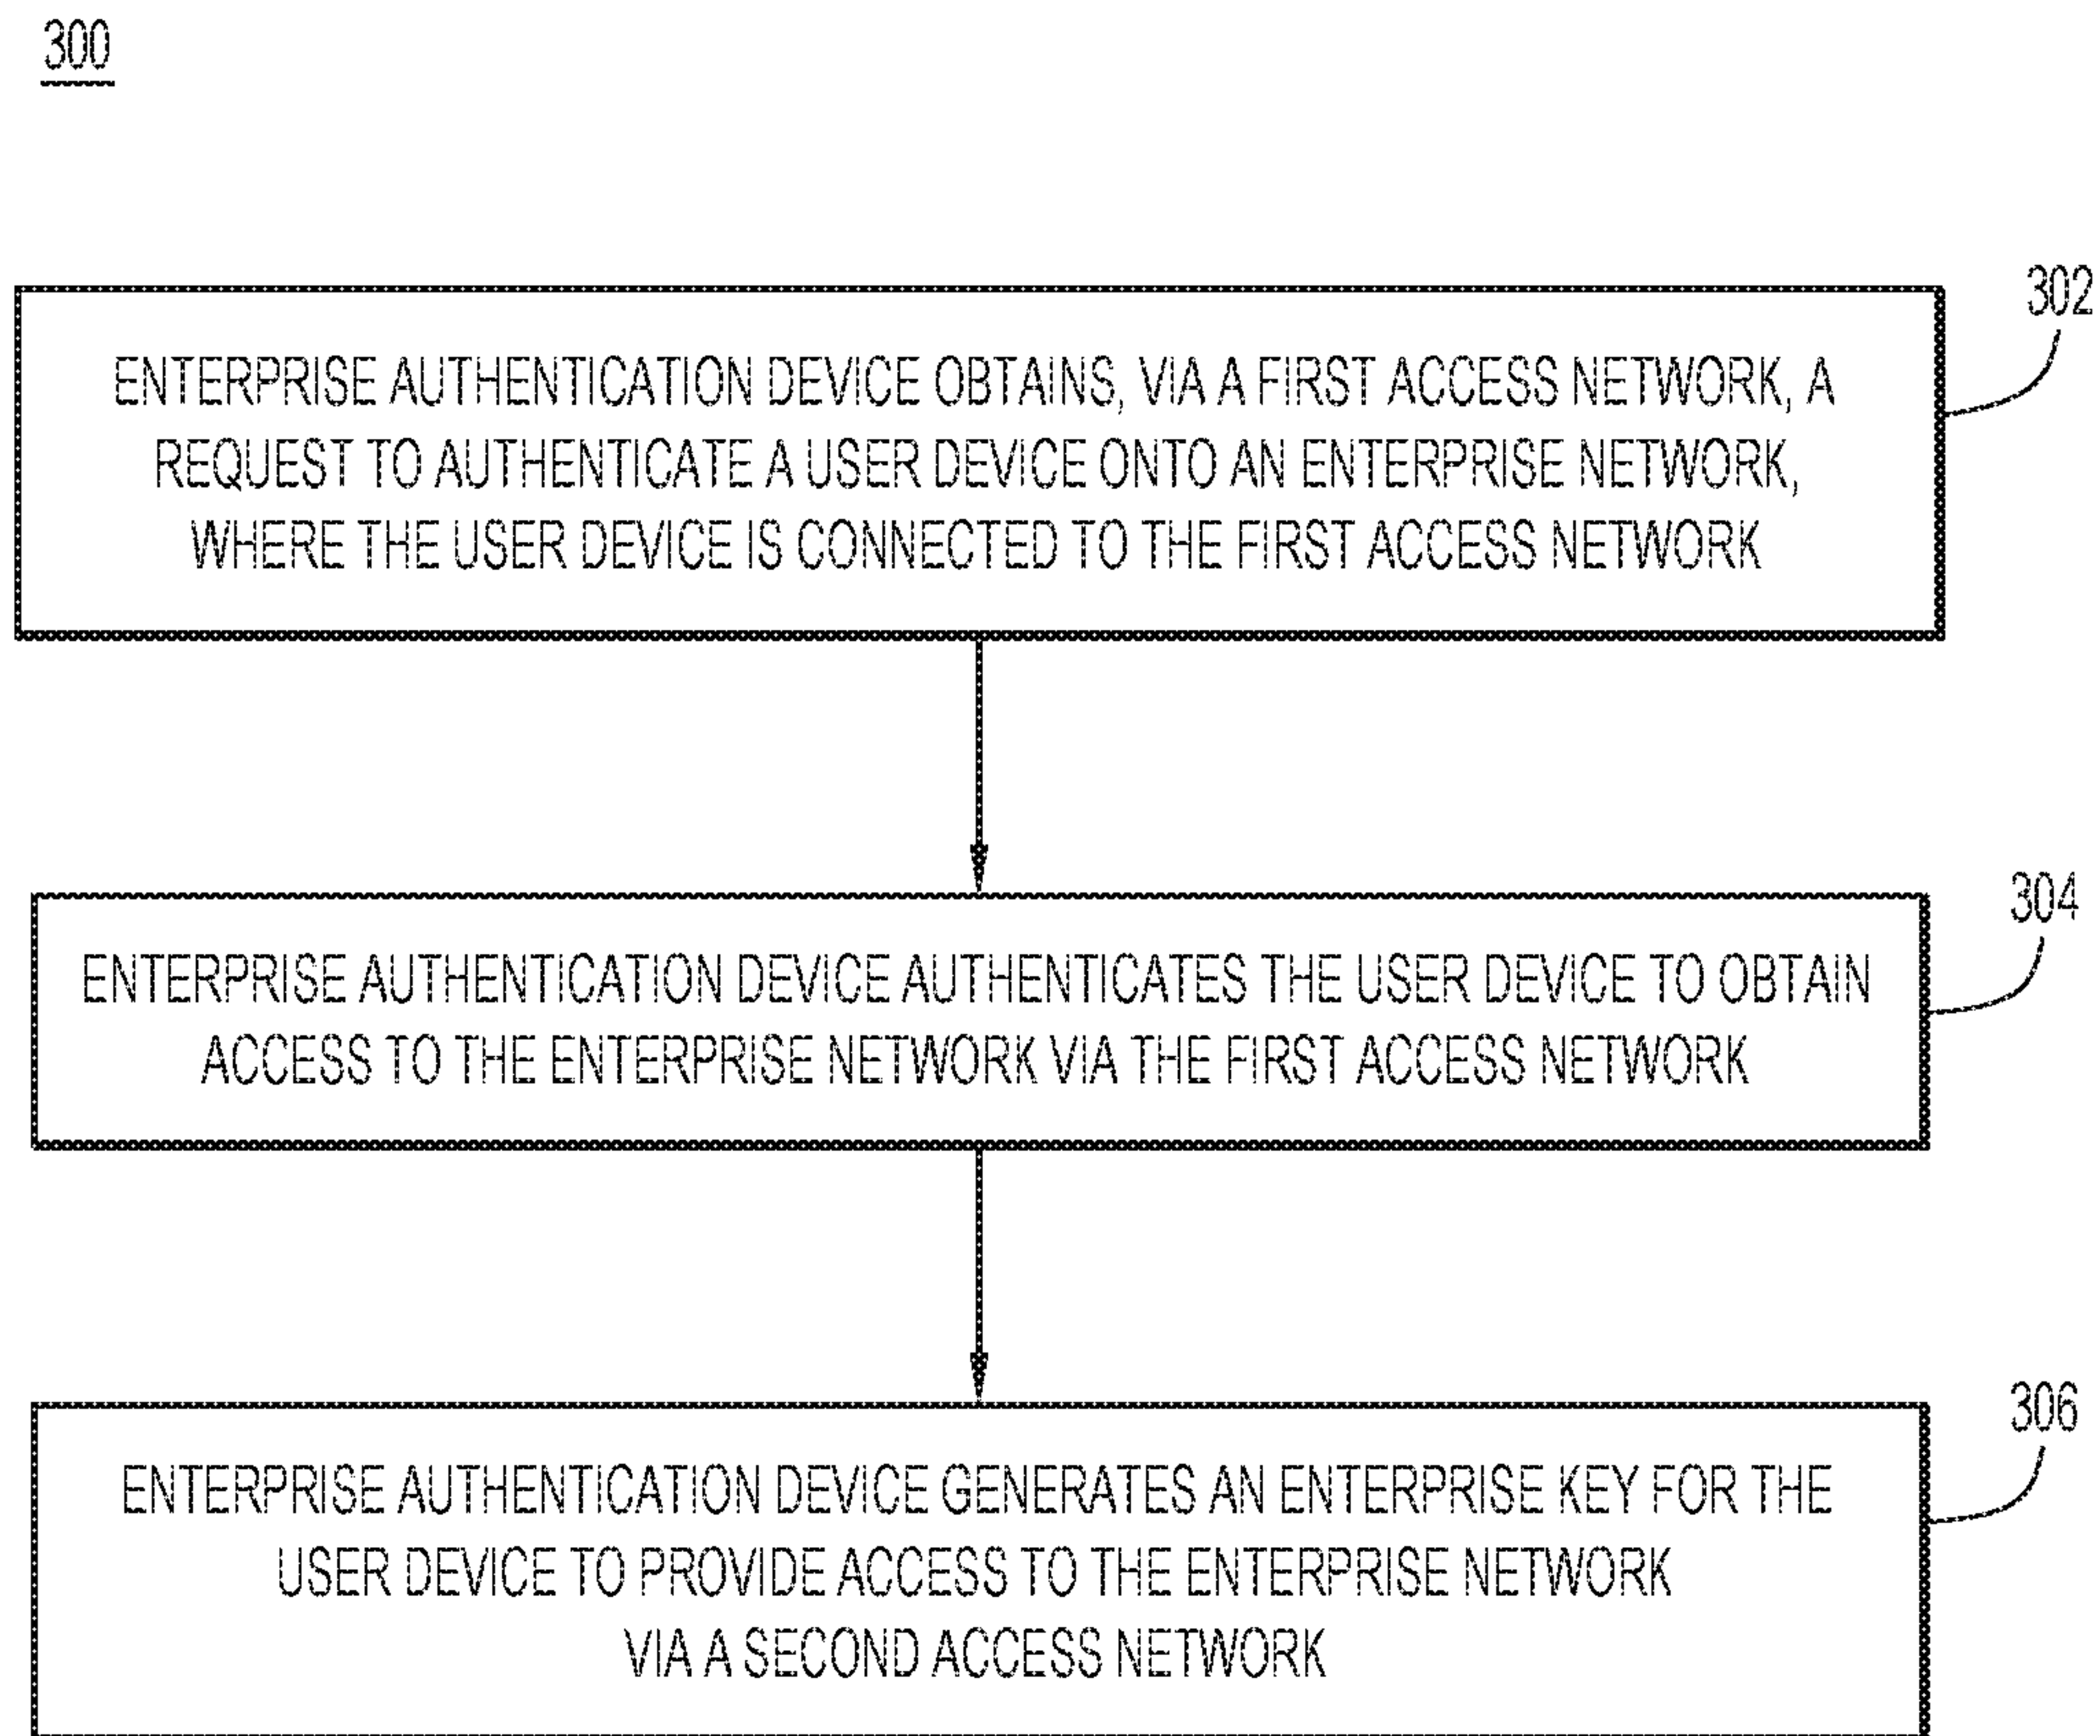 300
302
ENTERPRISE AUTHENTICATION DEVICE OBTAINS, VIA A FIRST ACCESS NETWORK, A
REQUEST TO AUTHENTICATE A USER DEVICE ONTO AN ENTERPRISE NETWORK,
WHERE THE USER DEVICE IS CONNECTED TO THE FIRST ACCESS NETWORK
304
ENTERPRISE AUTHENTICATION DEVICE AUTHENTICATES THE USER DEVICE TO OBTAIN
ACCESS TO THE ENTERPRISE NETWORK VIA THE FIRST ACCESS NETWORK
306
ENTERPRISE AUTHENTICATION DEVICE GENERATES AN ENTERPRISE KEY FOR THE
USER DEVICE TO PROVIDE ACCESS TO THE ENTERPRISE NETWORK
VIA A SECOND ACCESS NETWORK